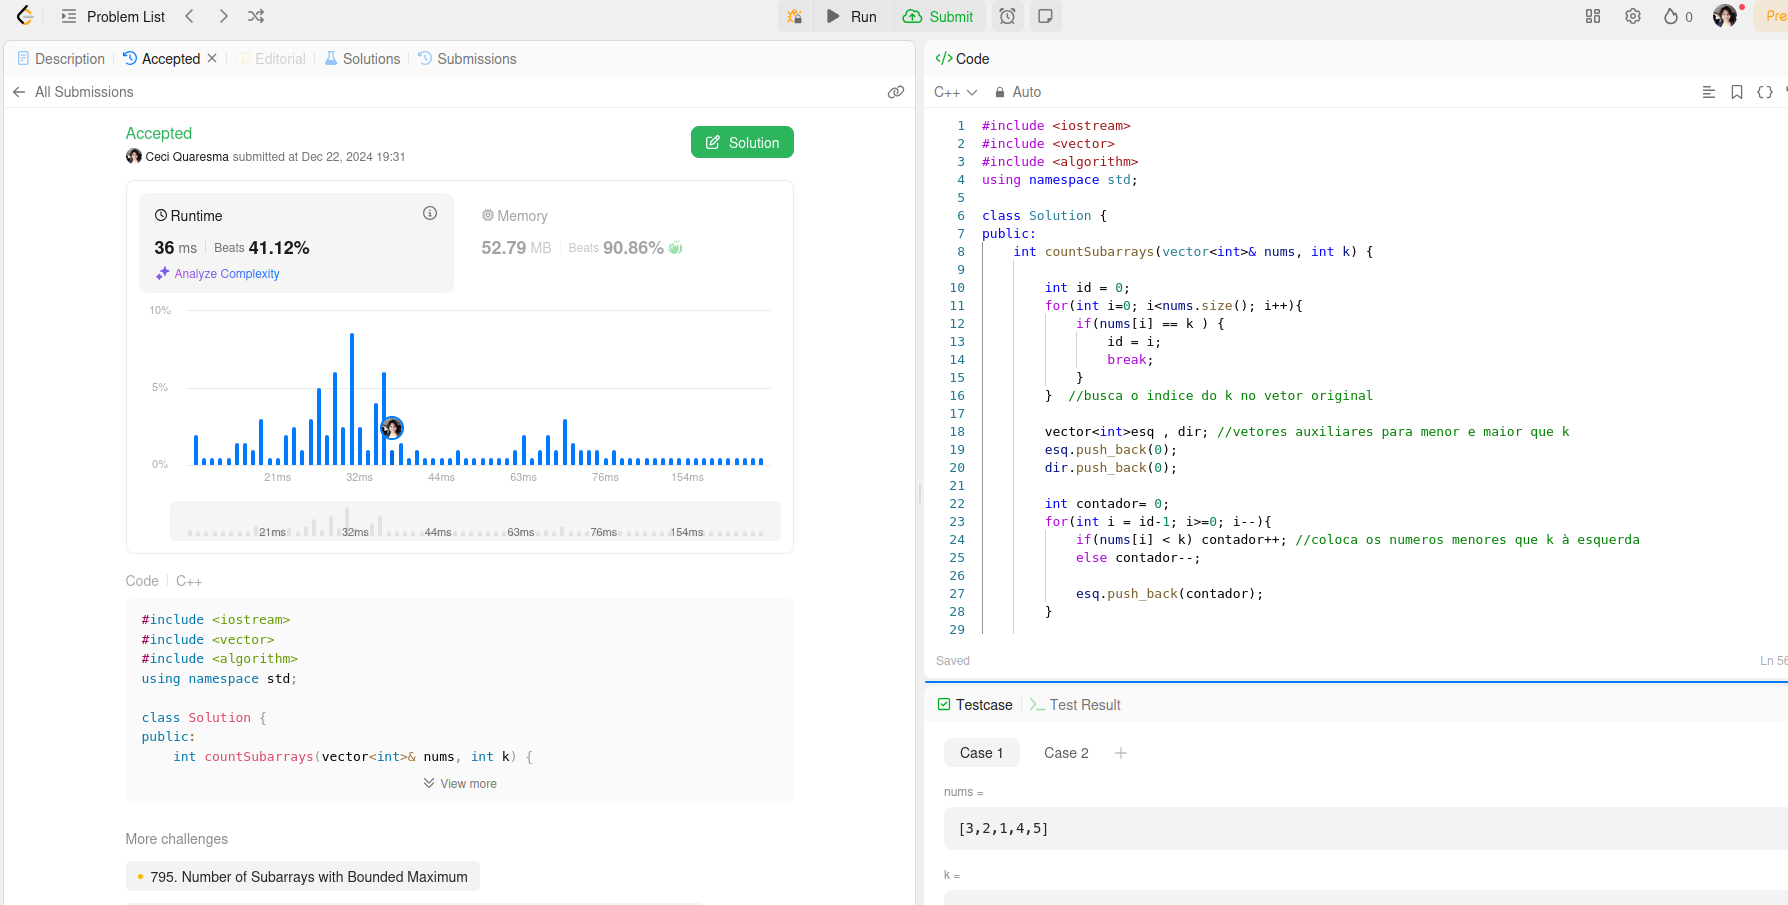 Problem List
Run
Submit
0
Pre
Description
Accepted
Editorial
Solutions
Submissions
All Submissions
Accepted
Ceci Quaresma submitted at Dec 22, 2024 19:31
Solution
Runtime
36 ms
Beats 41.12%
Analyze Complexity
Memory
52.79 MB
Beats 90.86%
10%
5%
0%
21ms 32ms 44ms 63ms 76ms 154ms
21ms 32ms 44ms 63ms 76ms 154ms
Code
C++
#include <iostream>
#include <vector>
#include <algorithm>
using namespace std;
class Solution {
public:
    int countSubarrays(vector<int>& nums, int k) {
View more
More challenges
795. Number of Subarrays with Bounded Maximum
</> Code
C++
Auto
1 #include <iostream>
2 #include <vector>
3 #include <algorithm>
4 using namespace std;
5
6 class Solution {
7 public:
8     int countSubarrays(vector<int>& nums, int k) {
9
10         int id = 0;
11         for(int i=0; i<nums.size(); i++){
12             if(nums[i] == k ) {
13                 id = i;
14                 break;
15             }
16         }  //busca o indice do k no vetor original
17
18         vector<int>esq , dir; //vetores auxiliares para menor e maior que k
19         esq.push_back(0);
20         dir.push_back(0);
21
22         int contador= 0;
23         for(int i = id-1; i>=0; i--){
24             if(nums[i] < k) contador++; //coloca os numeros menores que k à esquerda
25             else contador--;
26
27             esq.push_back(contador);
28         }
29
Saved
Ln 56
Testcase
>_ Test Result
Case 1
Case 2
+
nums =
[3,2,1,4,5]
k =